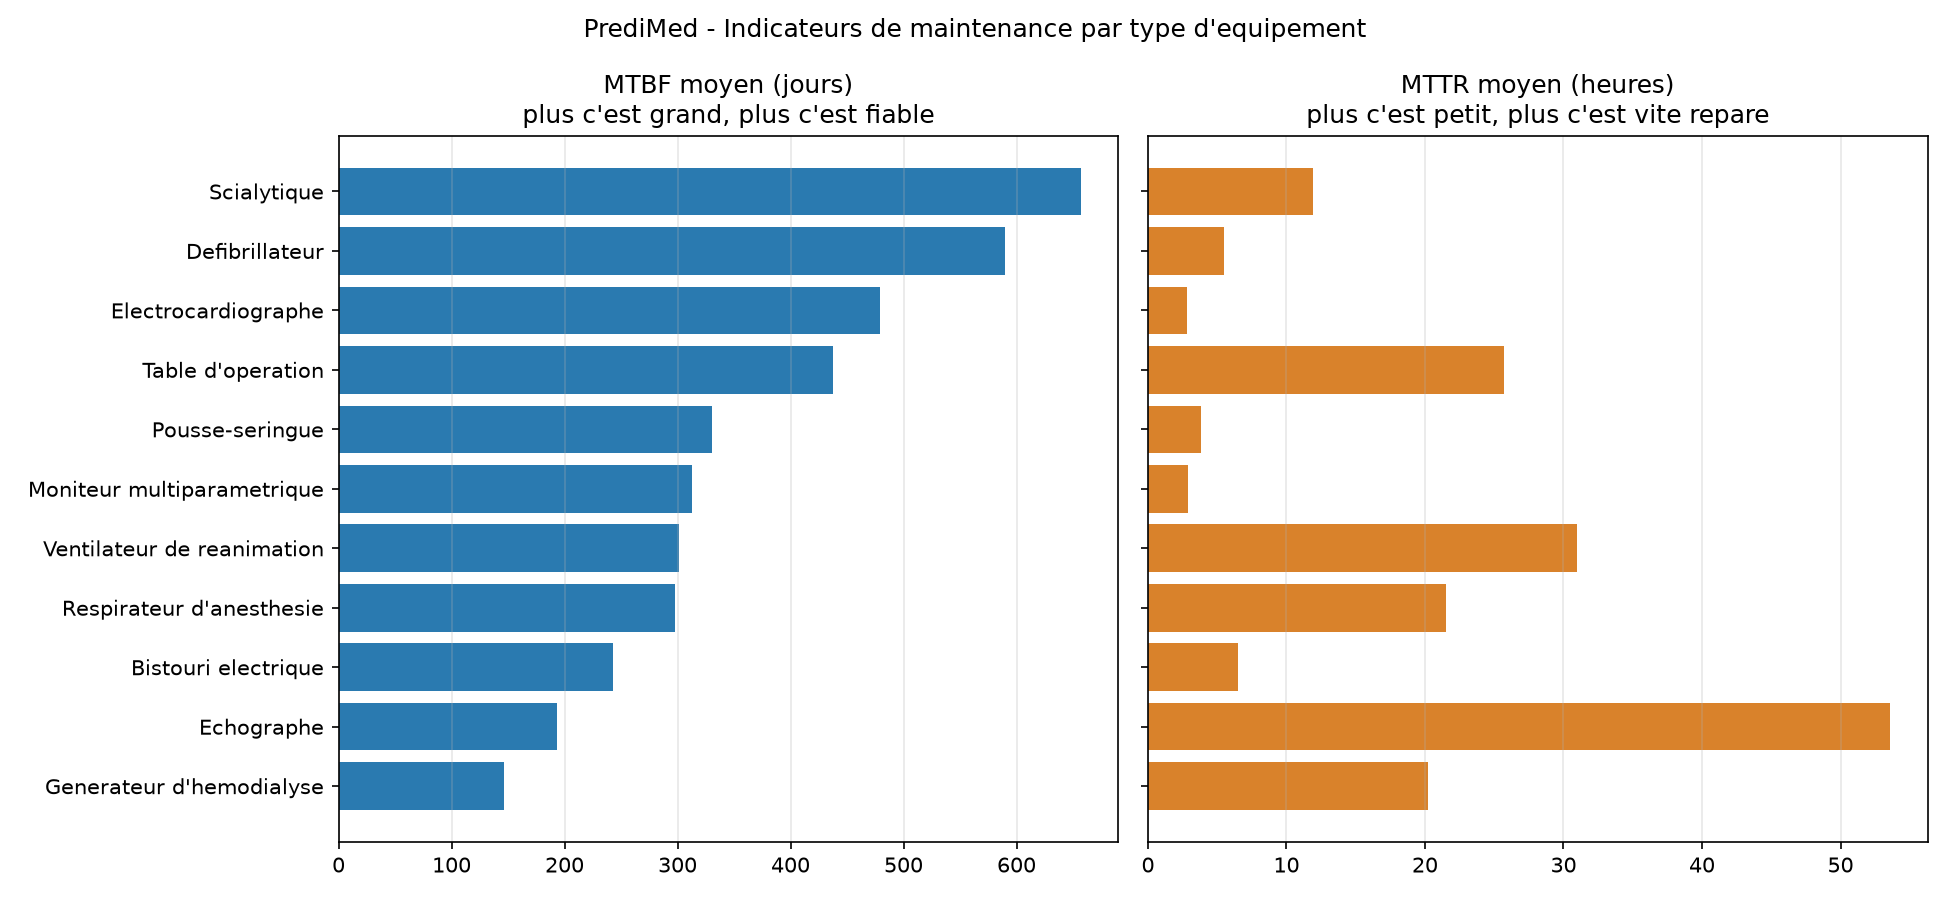 PrediMed - Indicateurs de maintenance par type d'equipement
MTBF moyen (jours)
plus c'est grand, plus c'est fiable
Scialytique
Defibrillateur
Electrocardiographe
Table d'operation
Pousse-seringue
Moniteur multiparametrique
Ventilateur de reanimation
Respirateur d'anesthesie
Bistouri electrique
Echographe
Generateur d'hemodialyse
0 100 200 300 400 500 600
MTTR moyen (heures)
plus c'est petit, plus c'est vite repare
0 10 20 30 40 50